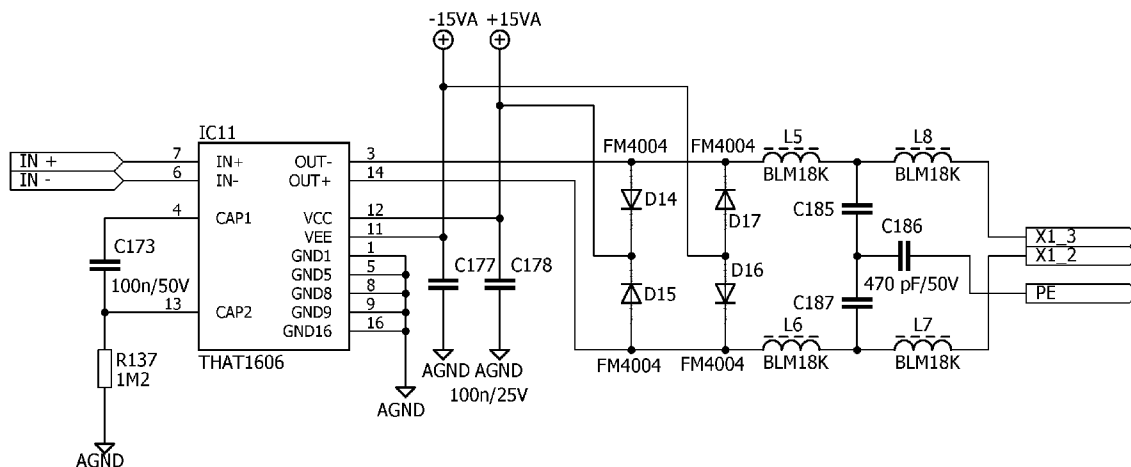 -15VA +15VA
IC11
IN +
IN -
7
6
IN+
IN-
OUT-
OUT+
3
14
4
CAP1
VCC
VEE
GND1
GND5
GND8
GND9
GND16
12
11
1
5
8
9
16
C173
100n/50V
13
CAP2
R137
1M2
THAT1606
AGND
AGND
C177
C178
AGND AGND
100n/25V
FM4004 FM4004
D14
D17
D15
D16
FM4004 FM4004
L5
BLM18K
L8
BLM18K
C185
C186
470 pF/50V
C187
L6
BLM18K
L7
BLM18K
X1_3
X1_2
PE